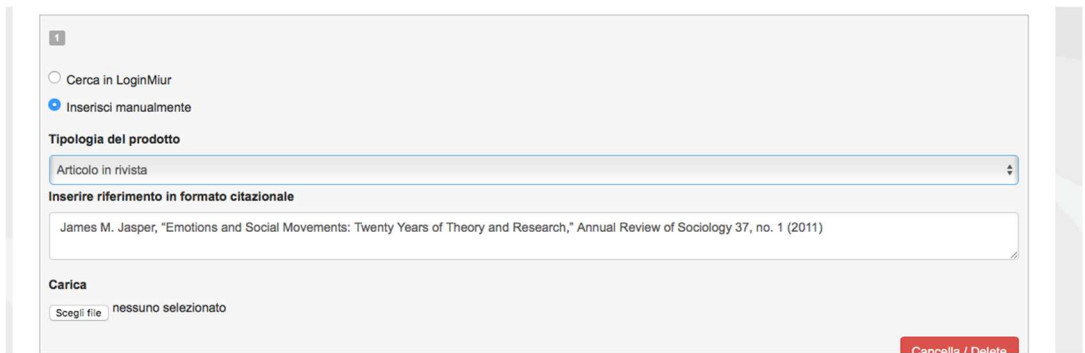 1
Cerca in LoginMiur
Inserisci manualmente
Tipologia del prodotto
Articolo in rivista
Inserire riferimento in formato citazionale
James M. Jasper, “Emotions and Social Movements: Twenty Years of Theory and Research,” Annual Review of Sociology 37, no. 1 (2011)
Carica
Scegli file nessuno selezionato
Cancella / Delete